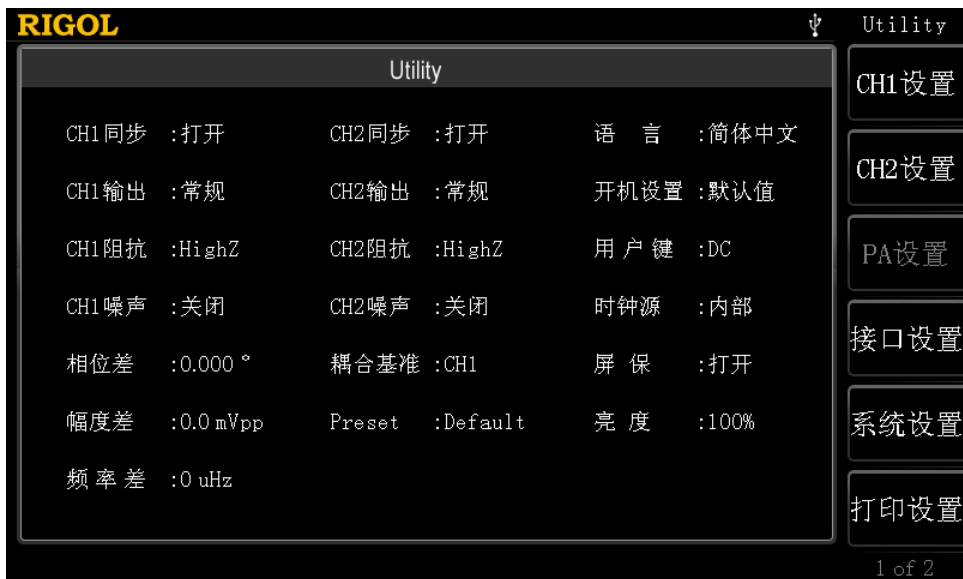 RIGOL
Utility
Utility
CH1同步 :打开 CH2同步 :打开 语 言 :简体中文
CH1输出 :常规 CH2输出 :常规 开机设置 :默认值
CH1阻抗 :HighZ CH2阻抗 :HighZ 用 户 键 :DC
CH1噪声 :关闭 CH2噪声 :关闭 时钟源 :内部
相位差 :0.000 ° 耦合基准 :CH1 屏 保 :打开
幅度差 :0.0 mVpp Preset :Default 亮 度 :100%
频 率 差 :0 uHz
CH1设置
CH2设置
PA设置
接口设置
系统设置
打印设置
1 of 2